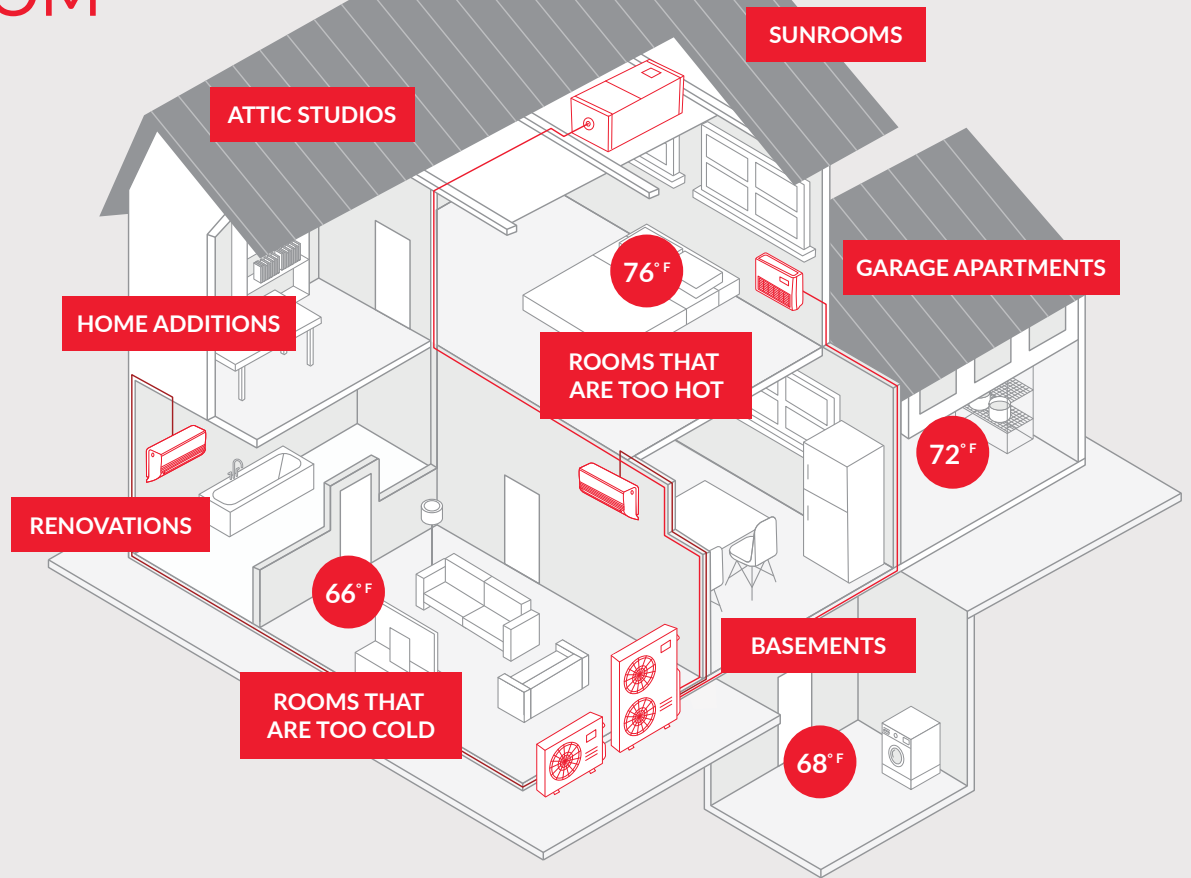 SUNROOMS
ATTIC STUDIOS
76°F
GARAGE APARTMENTS
HOME ADDITIONS
ROOMS THAT
ARE TOO HOT
72°F
RENOVATIONS
66°F
BASEMENTS
ROOMS THAT
ARE TOO COLD
68°F